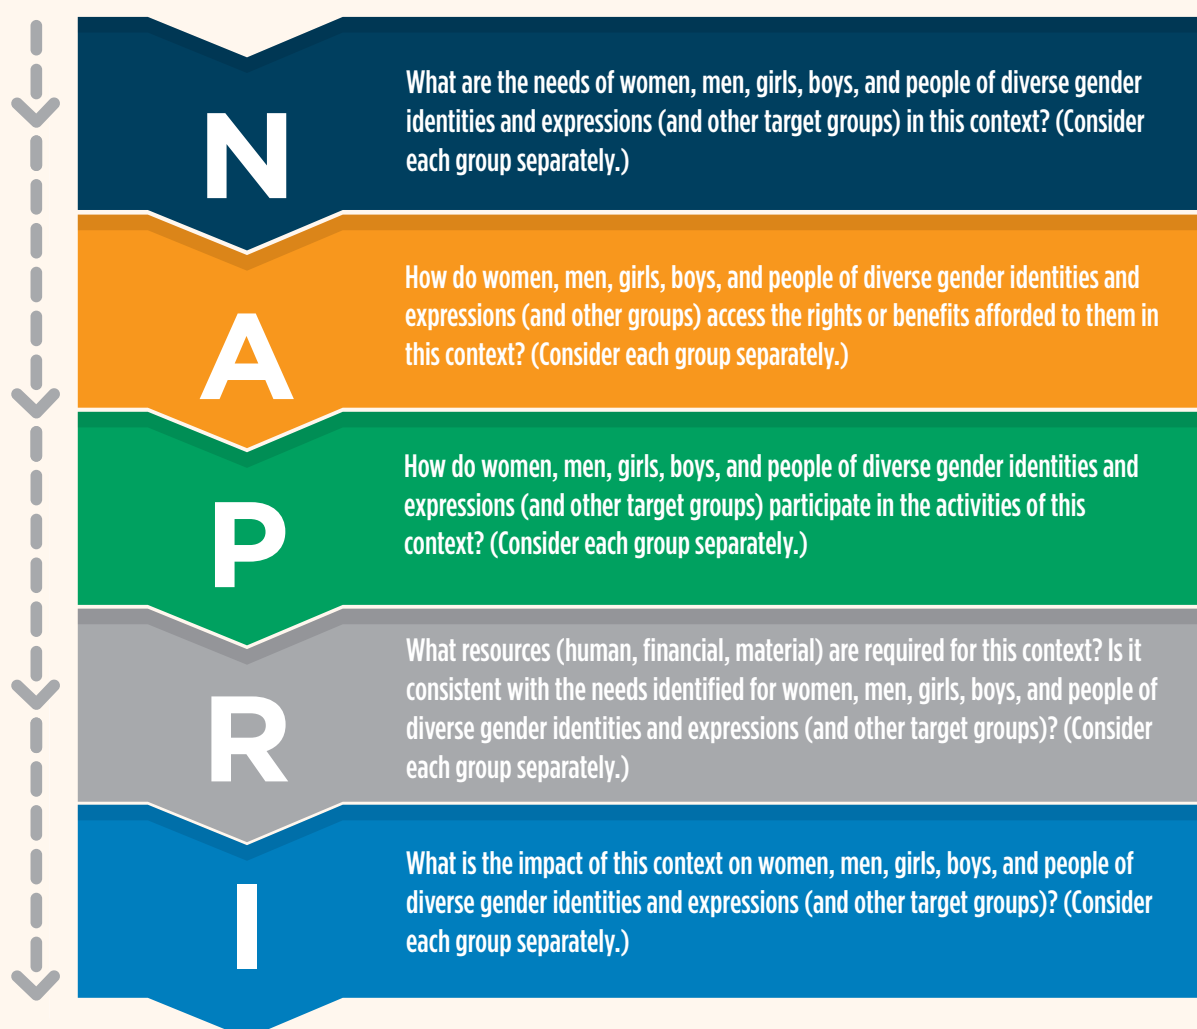 N
What are the needs of women, men, girls, boys, and people of diverse gender
identities and expressions (and other target groups) in this context? (Consider
each group separately.)
A
How do women, men, girls, boys, and people of diverse gender identities and
expressions (and other groups) access the rights or benefits afforded to them in
this context? (Consider each group separately.)
P
How do women, men, girls, boys, and people of diverse gender identities and
expressions (and other target groups) participate in the activities of this
context? (Consider each group separately.)
R
What resources (human, financial, material) are required for this context? Is it
consistent with the needs identified for women, men, girls, boys, and people of
diverse gender identities and expressions (and other target groups)? (Consider
each group separately.)
I
What is the impact of this context on women, men, girls, boys, and people of
diverse gender identities and expressions (and other target groups)? (Consider
each group separately.)